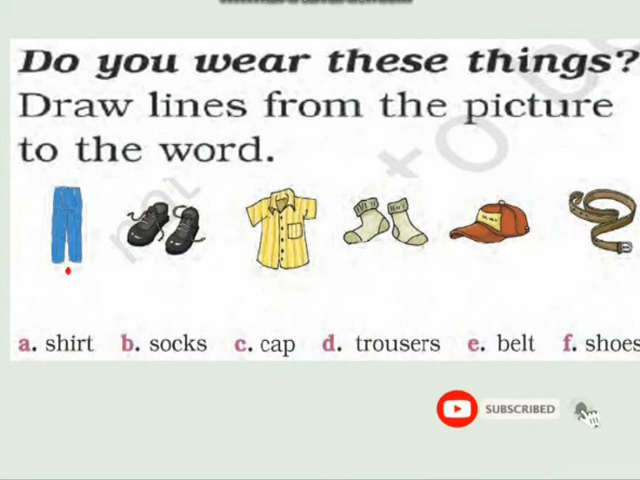 Do you wear these things?
Draw lines from the picture
to the word.
a. shirt b. socks c. cap d. trousers e. belt f. shoes
SUBSCRIBED